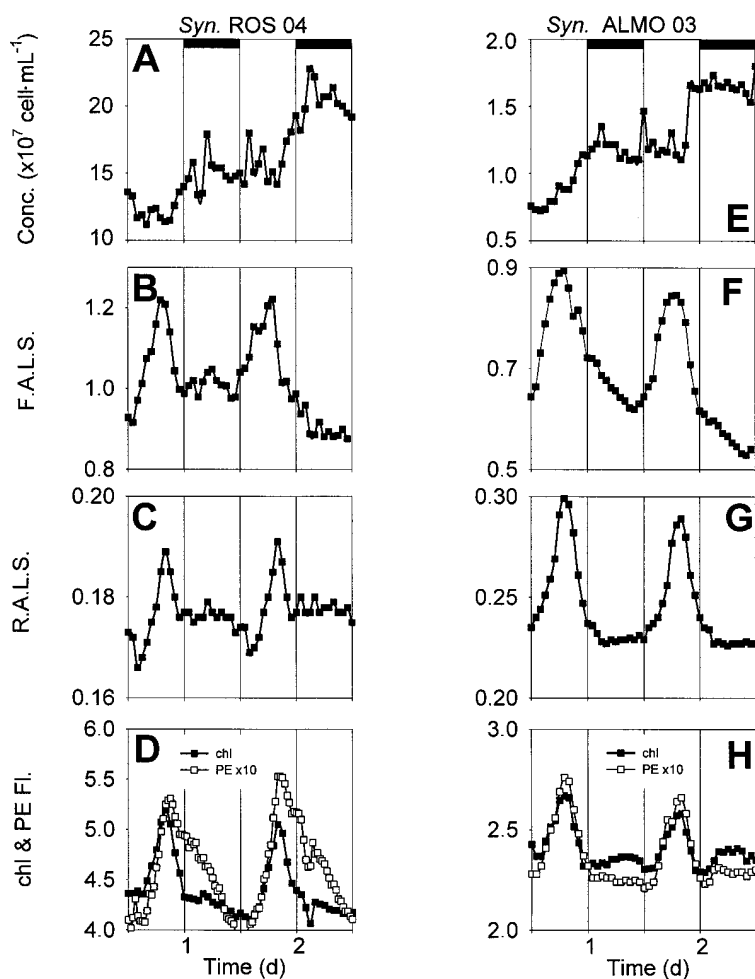 Syn. ROS 04
Syn. ALMO 03
A
25
20
15
10
Conc. (x10⁷ cell·mL⁻¹)
E
2.0
1.5
1.0
0.5
B
1.2
1.0
0.8
F.A.L.S.
F
0.9
0.7
0.5
C
0.20
0.18
0.16
R.A.L.S.
G
0.30
0.25
0.20
D
chl
PE x10
6.0
5.5
5.0
4.5
4.0
chl & PE Fl.
1
2
Time (d)
H
chl
PE x10
3.0
2.5
2.0
1
2
Time (d)